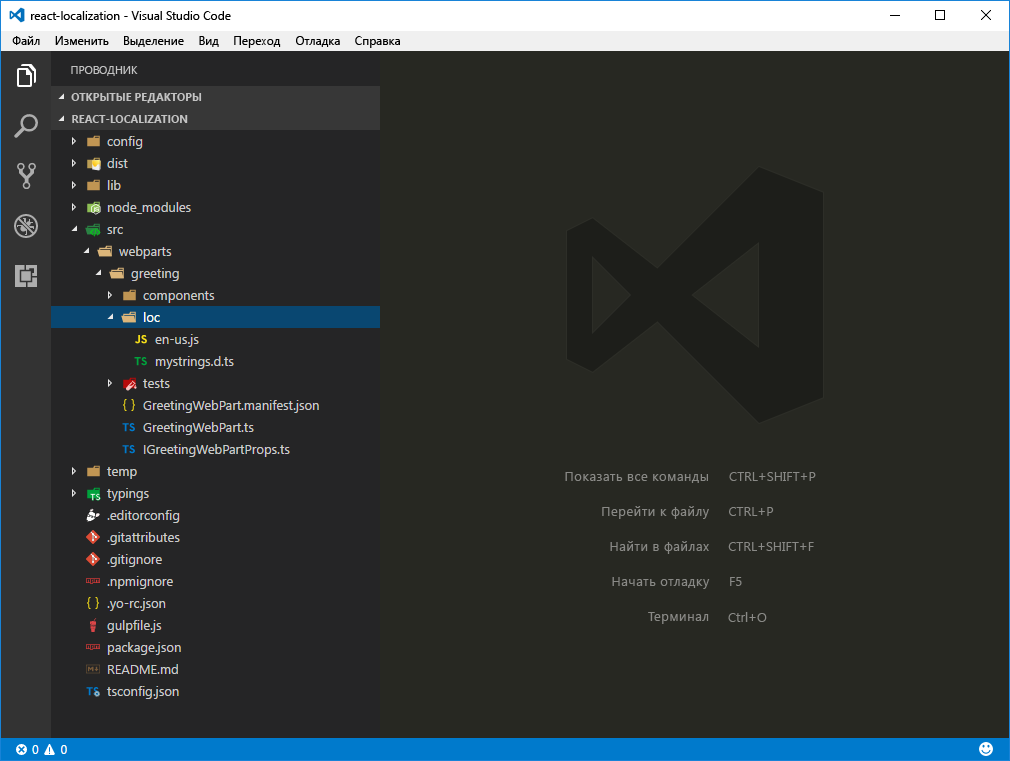 react-localization - Visual Studio Code
Файл Изменить Выделение Вид Переход Отладка Справка
ПРОВОДНИК
ОТКРЫТЫЕ РЕДАКТОРЫ
REACT-LOCALIZATION
config
dist
lib
node_modules
src
webparts
greeting
components
loc
JS en-us.js
TS mystrings.d.ts
tests
{ } GreetingWebPart.manifest.json
TS GreetingWebPart.ts
TS IGreetingWebPartProps.ts
temp
TS typings
.editorconfig
.gitattributes
.gitignore
.npmignore
{ } .yo-rc.json
gulpfile.js
package.json
README.md
TS tsconfig.json
Показать все команды CTRL+SHIFT+P
Перейти к файлу CTRL+P
Найти в файлах CTRL+SHIFT+F
Начать отладку F5
Терминал Ctrl+O
0 0